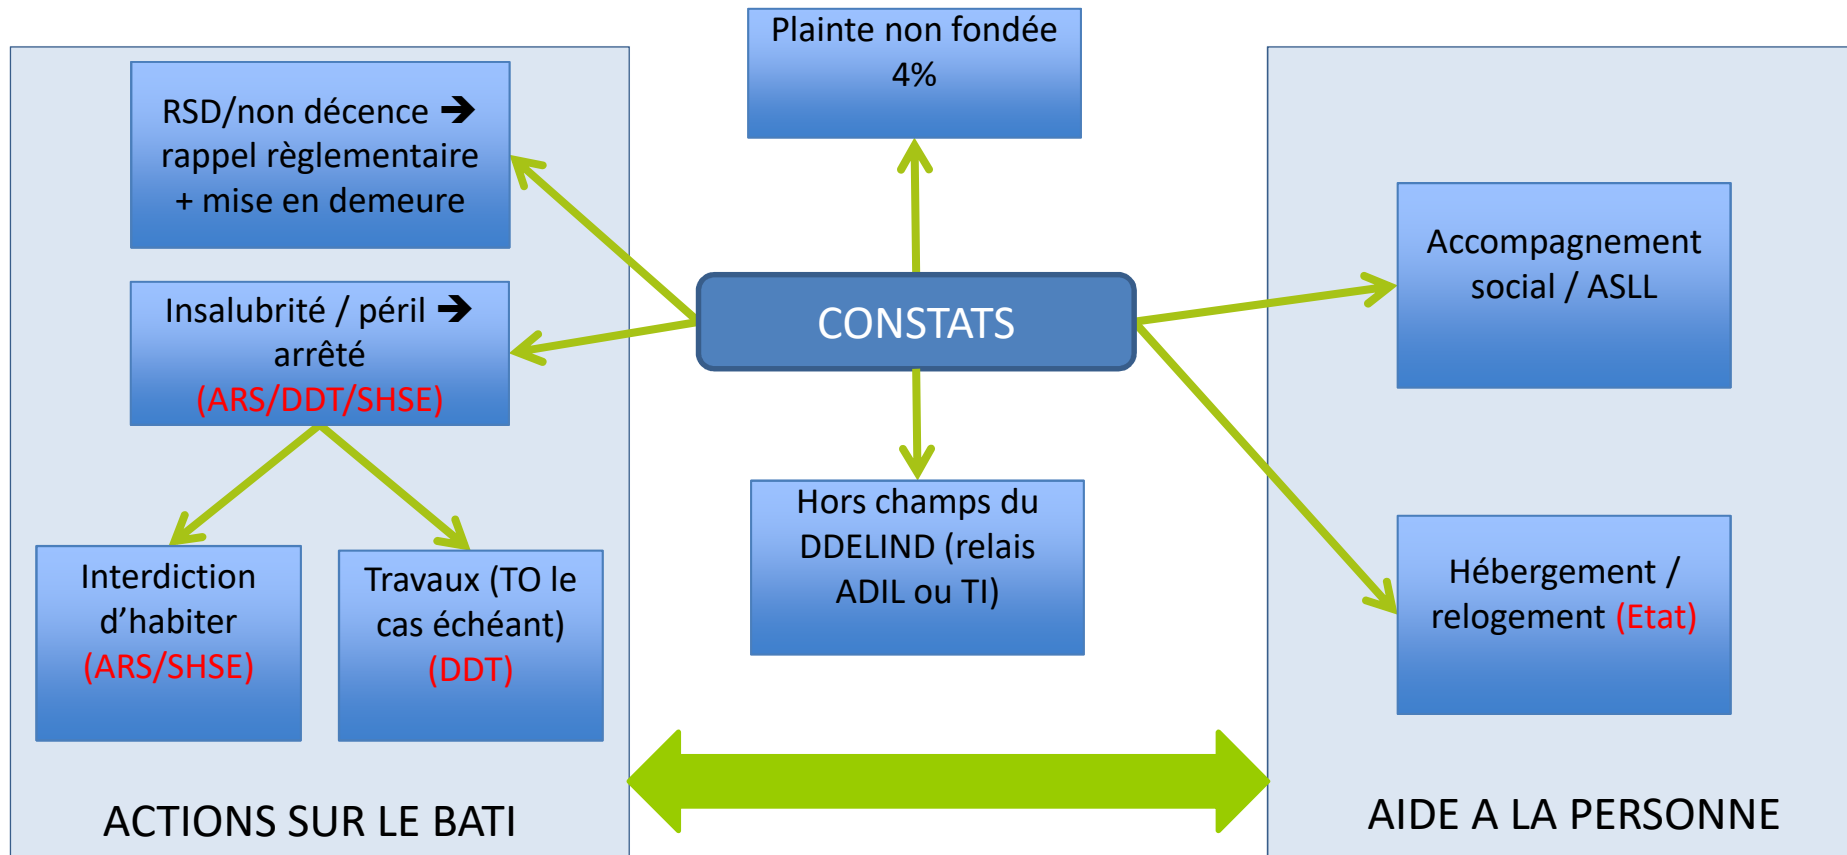 Plainte non fondée
4%
RSD/non décence ➔
rappel règlementaire
+ mise en demeure
Insalubrité / péril ➔
arrêté
(ARS/DDT/SHSE)
Interdiction
d’habiter
(ARS/SHSE)
Travaux (TO le
cas échéant)
(DDT)
ACTIONS SUR LE BATI
CONSTATS
Hors champs du
DDELIND (relais
ADIL ou TI)
Accompagnement
social / ASLL
Hébergement /
relogement (Etat)
AIDE A LA PERSONNE